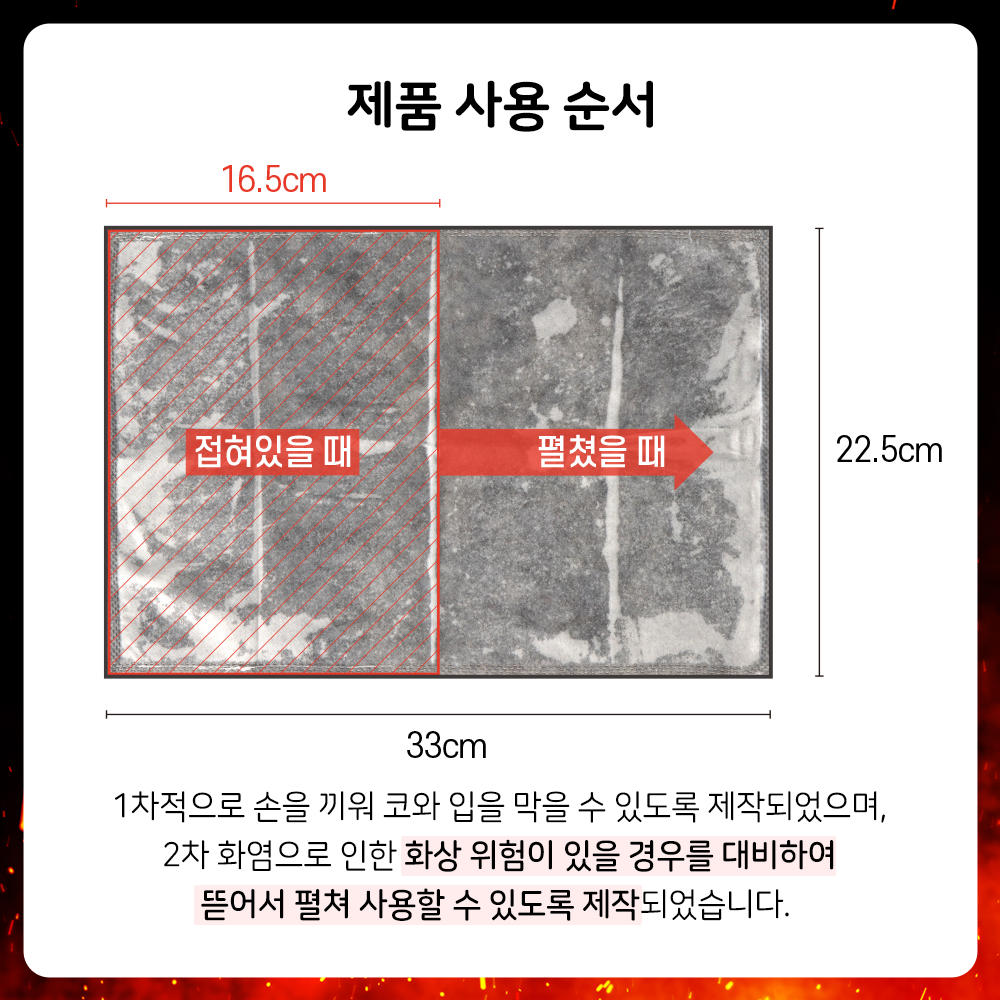 제품 사용 순서
16.5cm
접혀있을 때
펼쳤을 때
22.5cm
33cm
1차적으로 손을 끼워 코와 입을 막을 수 있도록 제작되었으며,
2차 화염으로 인한 화상 위험이 있을 경우를 대비하여
뜯어서 펼쳐 사용할 수 있도록 제작되었습니다.